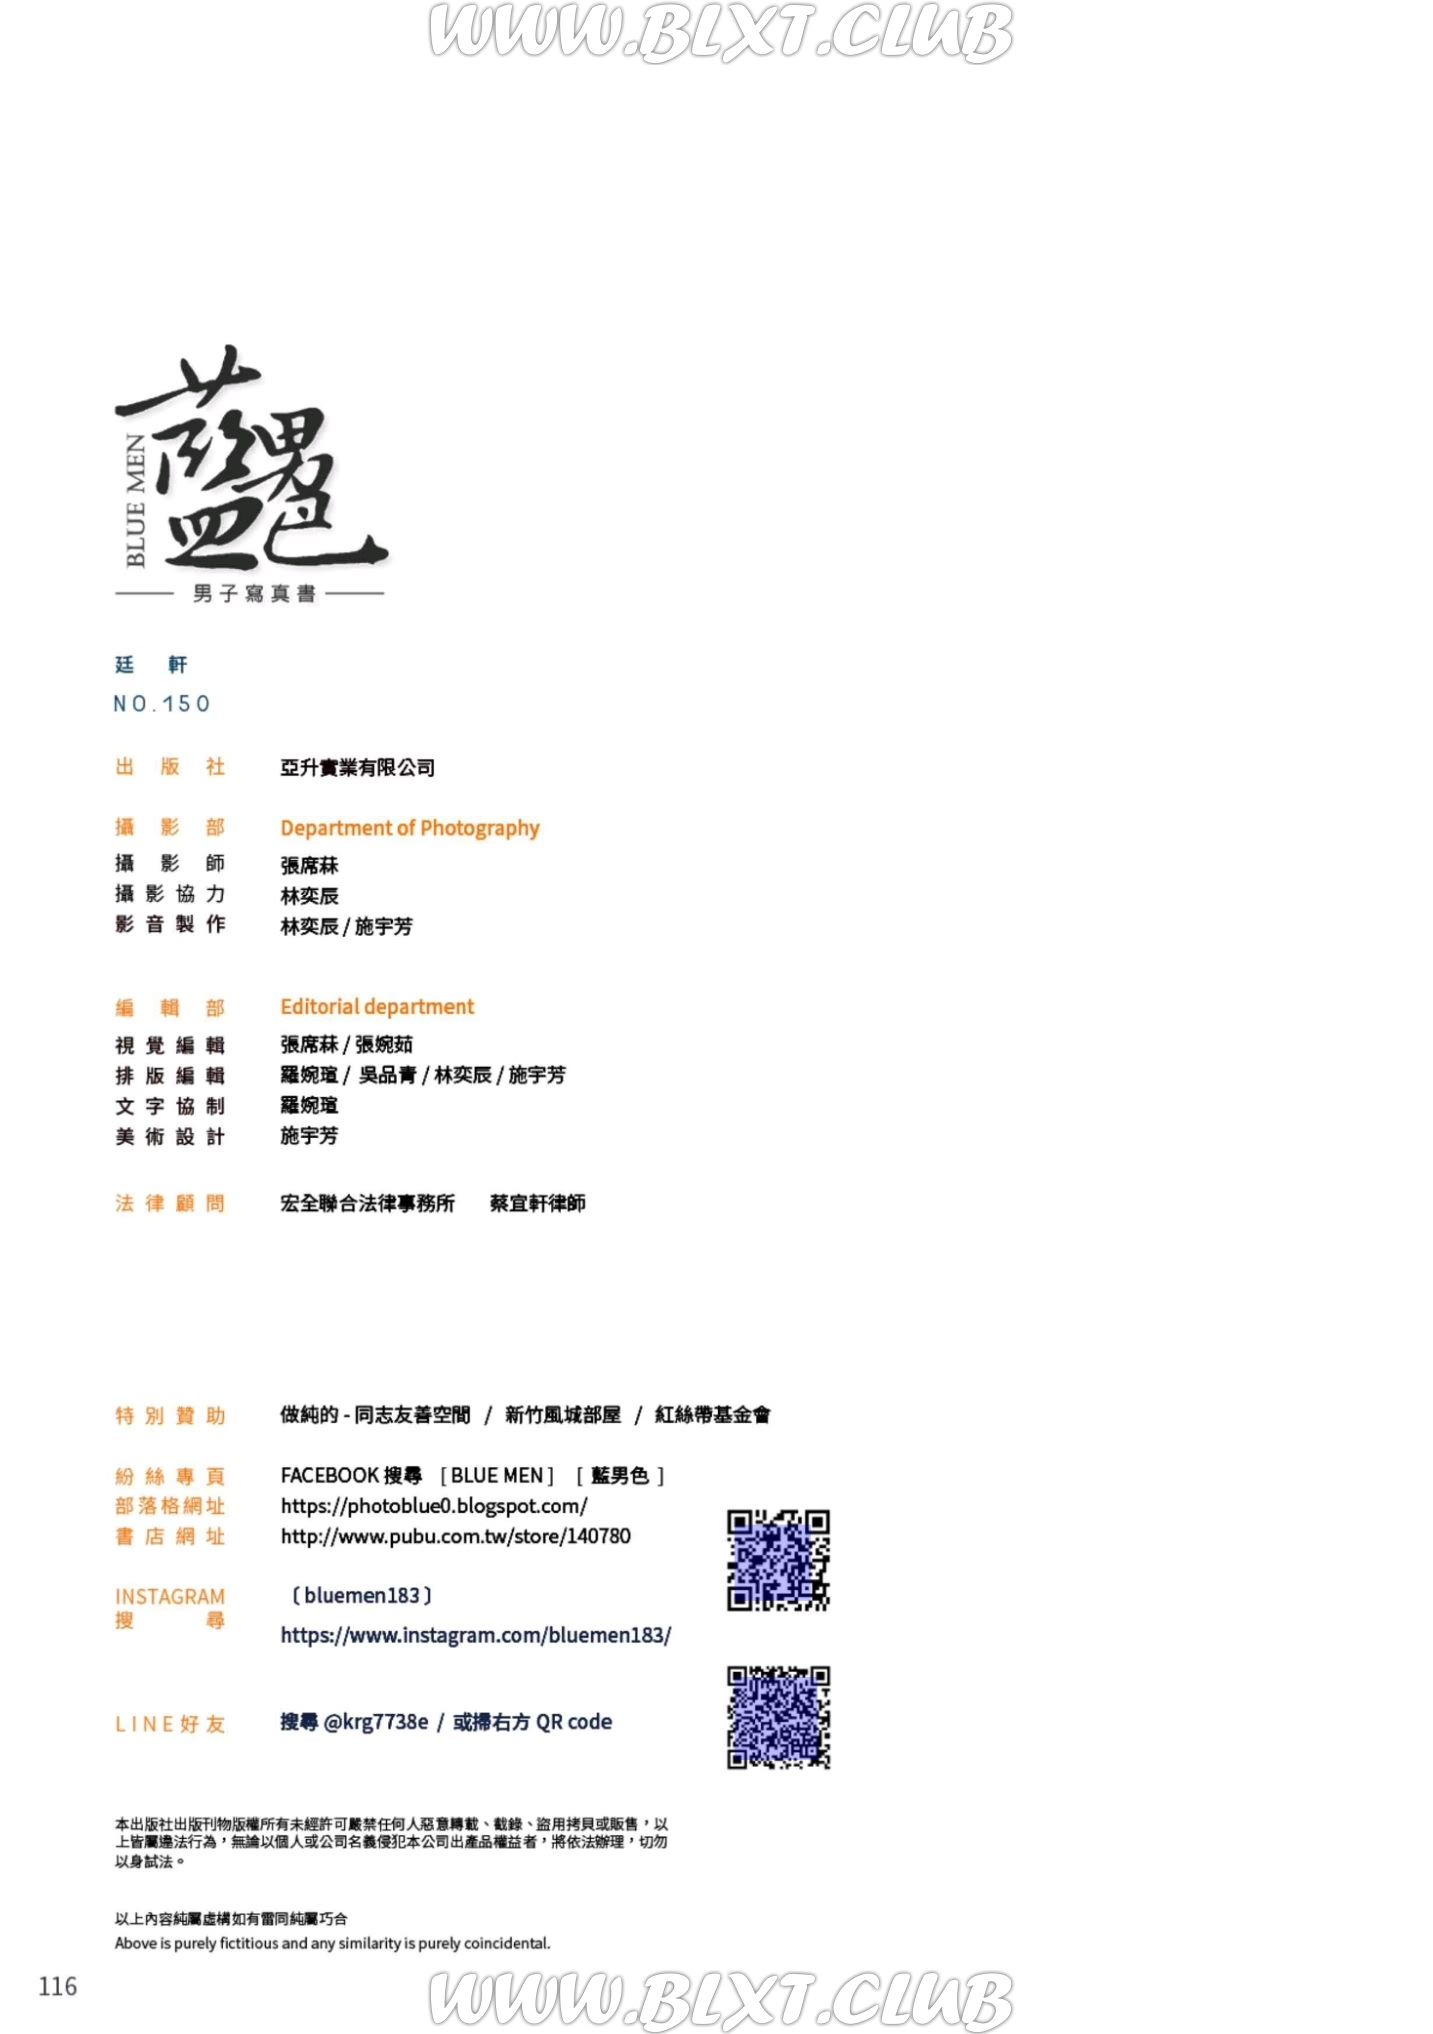 WWW.BLXT.CLUB
藍男色
BLUE MEN
男子寫真書
廷軒
NO.150
出版社 亞升實業有限公司
攝影部 Department of Photography
攝影師 張席菻
攝影協力 林奕辰
影音製作 林奕辰 / 施宇芳
編輯部 Editorial department
視覺編輯 張席菻 / 張婉茹
排版編輯 羅婉瑄 / 吳品青 / 林奕辰 / 施宇芳
文字協制 羅婉瑄
美術設計 施宇芳
法律顧問 宏全聯合法律事務所 蔡宜軒律師
特別贊助 做純的 - 同志友善空間 / 新竹風城部屋 / 紅絲帶基金會
紛絲專頁 FACEBOOK 搜尋 [ BLUE MEN ] [ 藍男色 ]
部落格網址 https://photoblue0.blogspot.com/
書店網址 http://www.pubu.com.tw/store/140780
INSTAGRAM 〔 bluemen183 〕
搜尋
https://www.instagram.com/bluemen183/
LINE好友 搜尋 @krg7738e / 或掃右方 QR code
本出版社出版刊物版權所有未經許可嚴禁任何人惡意轉載、截錄、盜用拷貝或販售，以
上皆屬違法行為，無論以個人或公司名義侵犯本公司出產品權益者，將依法辦理，切勿
以身試法。
以上內容純屬虛構如有雷同純屬巧合
Above is purely fictitious and any similarity is purely coincidental.
116
WWW.BLXT.CLUB